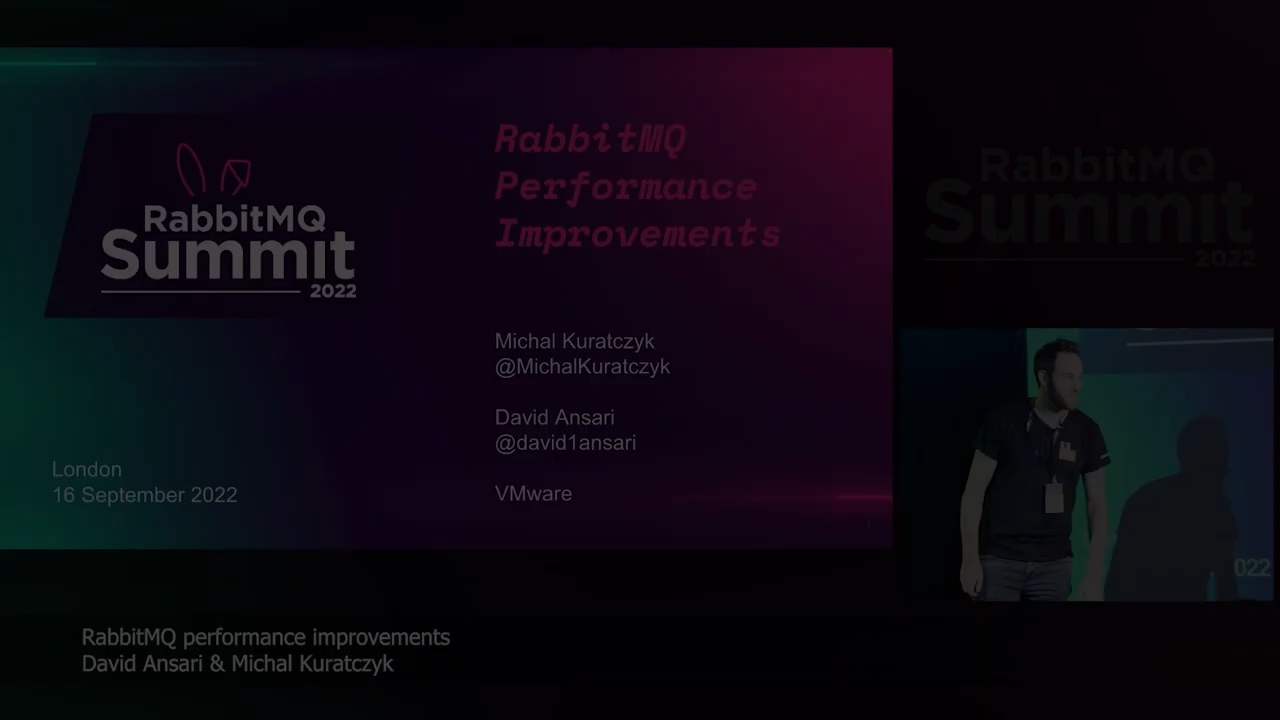 RabbitMQ
Summit
2022
RabbitMQ
Performance
Improvements
Michal Kuratczyk
@MichalKuratczyk
David Ansari
@david1ansari
VMware
London
16 September 2022
RabbitMQ
Summit
2022
022
RabbitMQ performance improvements
David Ansari & Michal Kuratczyk